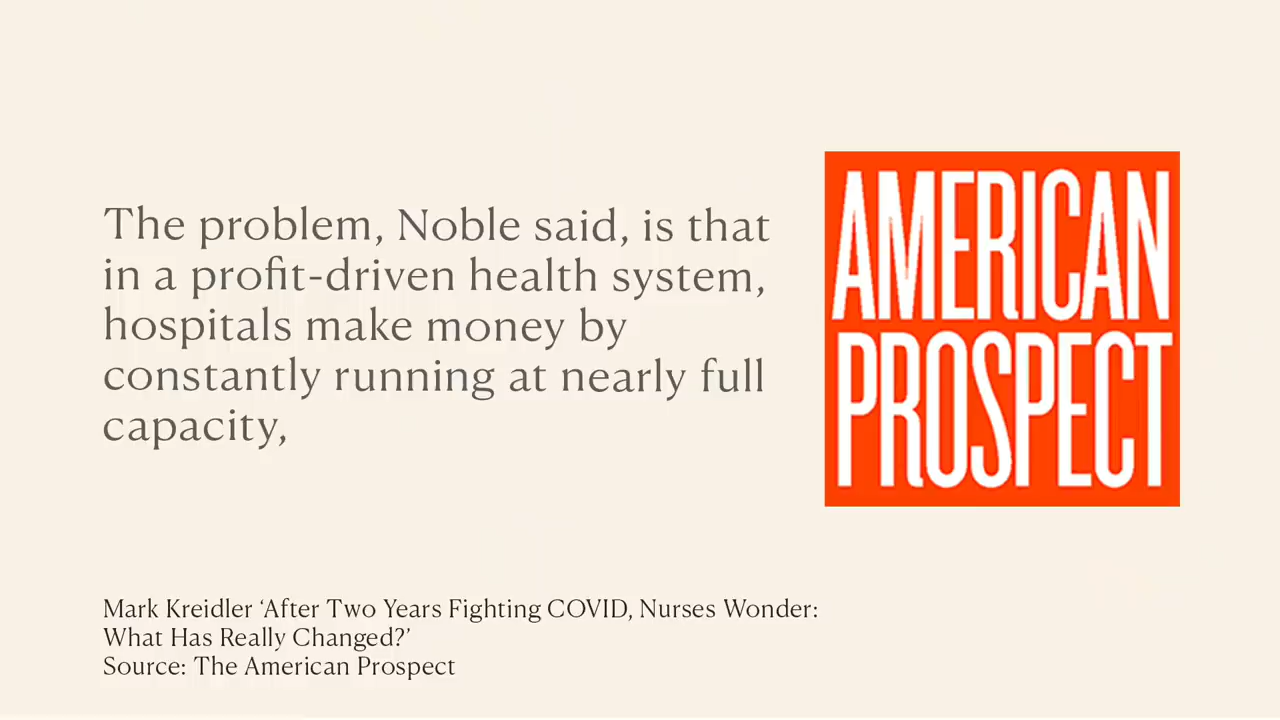 The problem, Noble said, is that
in a profit-driven health system,
hospitals make money by
constantly running at nearly full
capacity,
AMERICAN
PROSPECT
Mark Kreidler ‘After Two Years Fighting COVID, Nurses Wonder:
What Has Really Changed?’
Source: The American Prospect